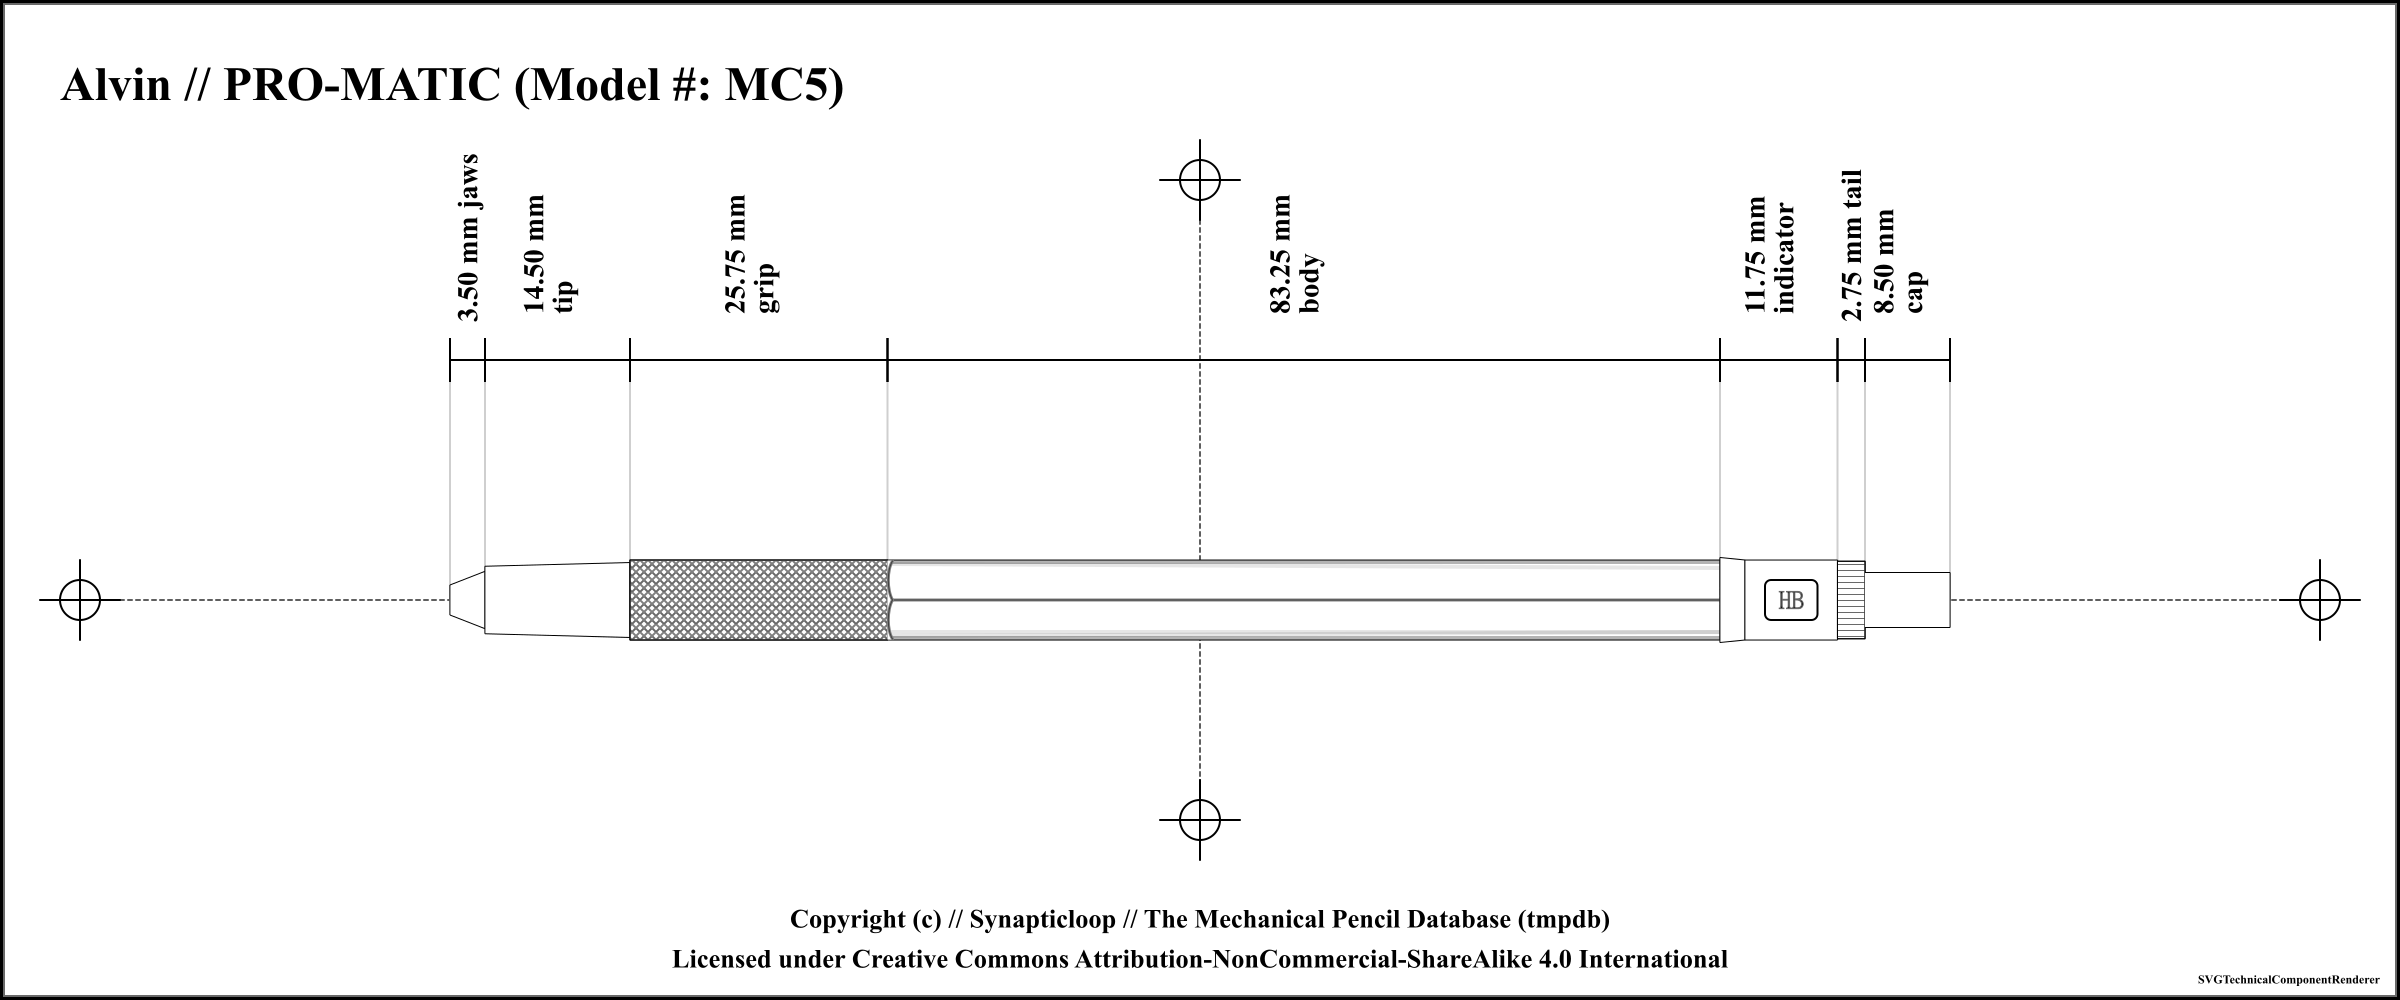 Alvin // PRO-MATIC (Model #: MC5)
3.50 mm jaws
14.50 mm
tip
25.75 mm
grip
83.25 mm
body
11.75 mm
indicator
2.75 mm tail
8.50 mm
cap
HB
Copyright (c) // Synapticloop // The Mechanical Pencil Database (tmpdb)
Licensed under Creative Commons Attribution-NonCommercial-ShareAlike 4.0 International
SVGTechnicalComponentRenderer